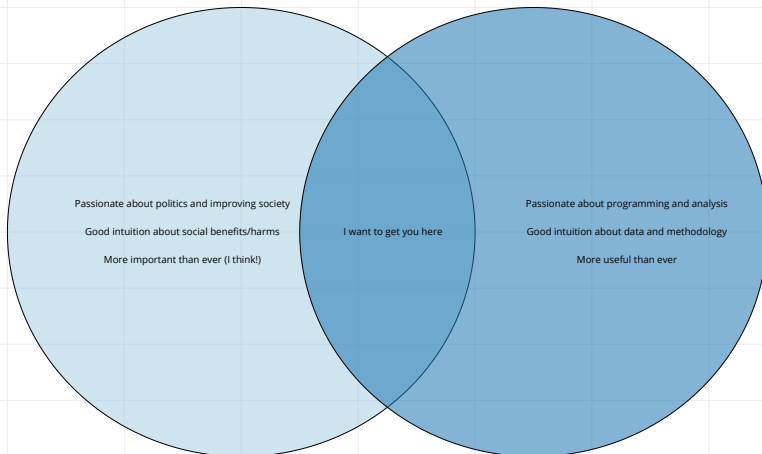 Passionate about politics and improving society
Good intuition about social benefits/harms
More important than ever (I think!)
I want to get you here
Passionate about programming and analysis
Good intuition about data and methodology
More useful than ever